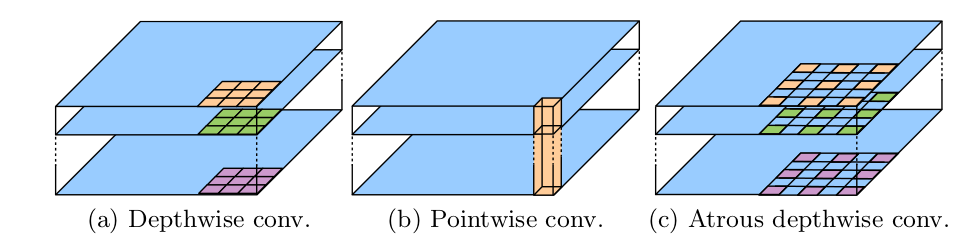 (a) Depthwise conv.
(b) Pointwise conv.
(c) Atrous depthwise conv.